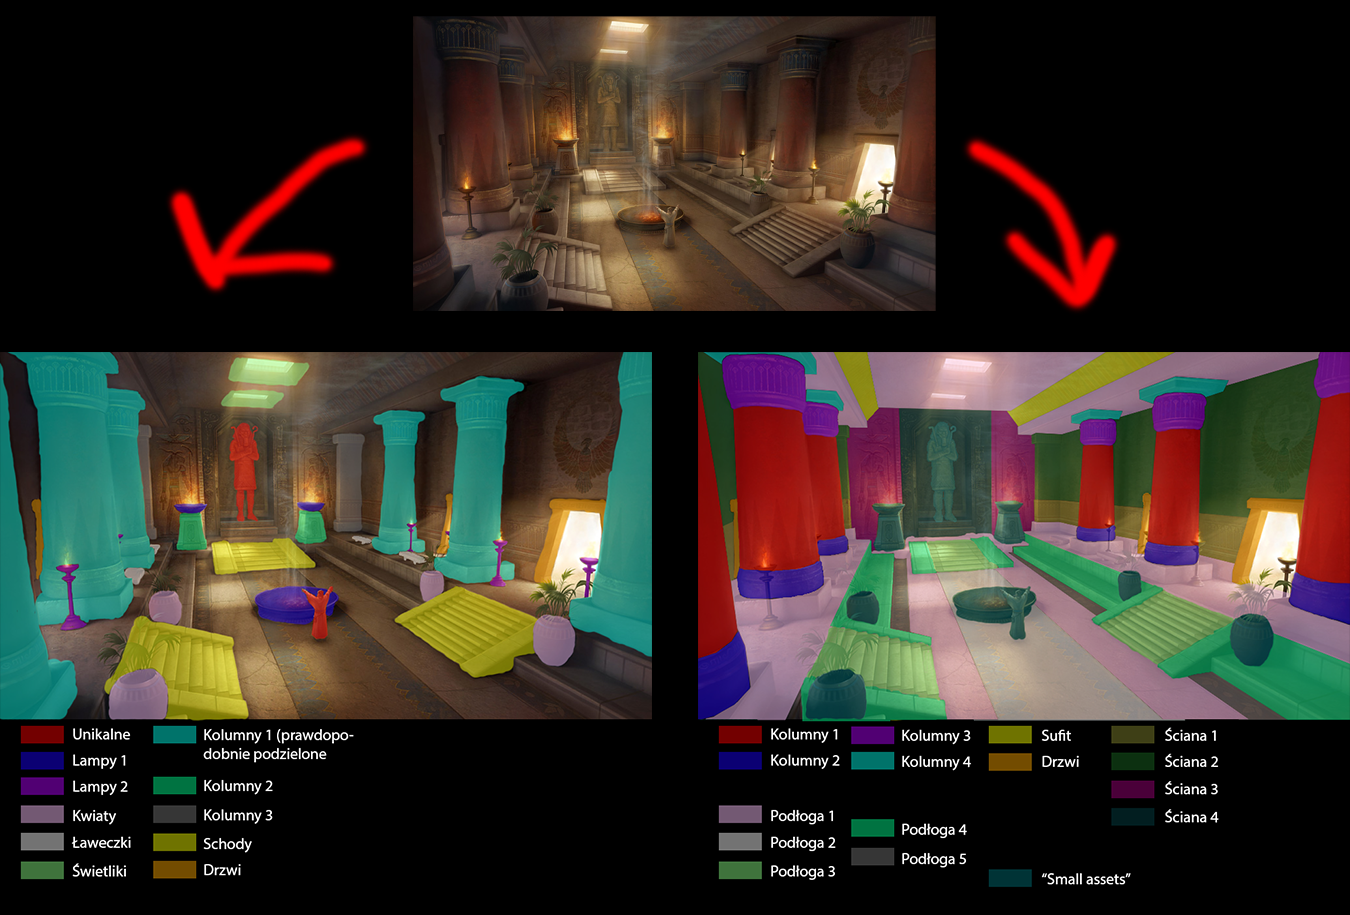 Unikalne
Lampy 1
Lampy 2
Kwiaty
Ławeczki
Świetliki
Kolumny 1 (prawdopo-
dobnie podzielone
Kolumny 2
Kolumny 3
Schody
Drzwi
Kolumny 1
Kolumny 2
Podłoga 1
Podłoga 2
Podłoga 3
Kolumny 3
Kolumny 4
Podłoga 4
Podłoga 5
Sufit
Drzwi
"Small assets"
Ściana 1
Ściana 2
Ściana 3
Ściana 4